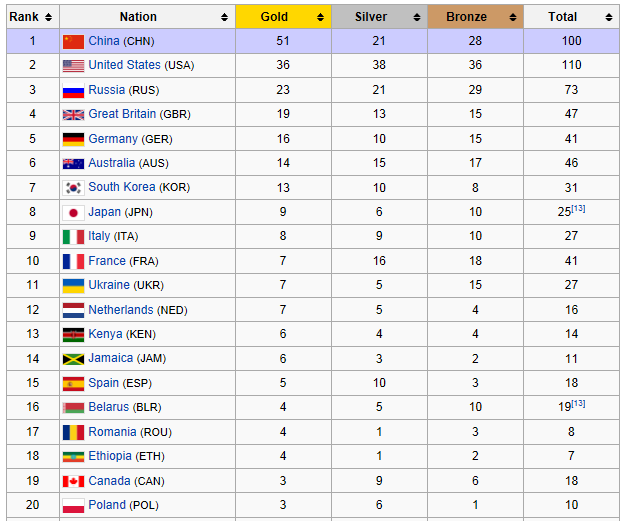 Rank Nation Gold Silver Bronze Total
1 China (CHN) 51 21 28 100
2 United States (USA) 36 38 36 110
3 Russia (RUS) 23 21 29 73
4 Great Britain (GBR) 19 13 15 47
5 Germany (GER) 16 10 15 41
6 Australia (AUS) 14 15 17 46
7 South Korea (KOR) 13 10 8 31
8 Japan (JPN) 9 6 10 25[13]
9 Italy (ITA) 8 9 10 27
10 France (FRA) 7 16 18 41
11 Ukraine (UKR) 7 5 15 27
12 Netherlands (NED) 7 5 4 16
13 Kenya (KEN) 6 4 4 14
14 Jamaica (JAM) 6 3 2 11
15 Spain (ESP) 5 10 3 18
16 Belarus (BLR) 4 5 10 19[13]
17 Romania (ROU) 4 1 3 8
18 Ethiopia (ETH) 4 1 2 7
19 Canada (CAN) 3 9 6 18
20 Poland (POL) 3 6 1 10